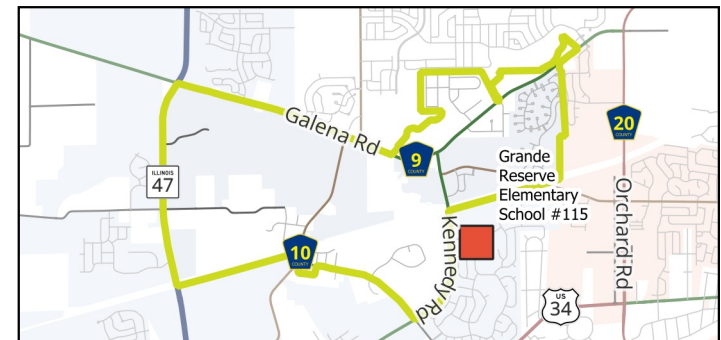 Galena Rd
9
COUNTY
20
COUNTY
ILLINOIS
47
Grande
Reserve
Elementary
School #115
Orchard Rd
Kennedy Rd
10
COUNTY
US
34